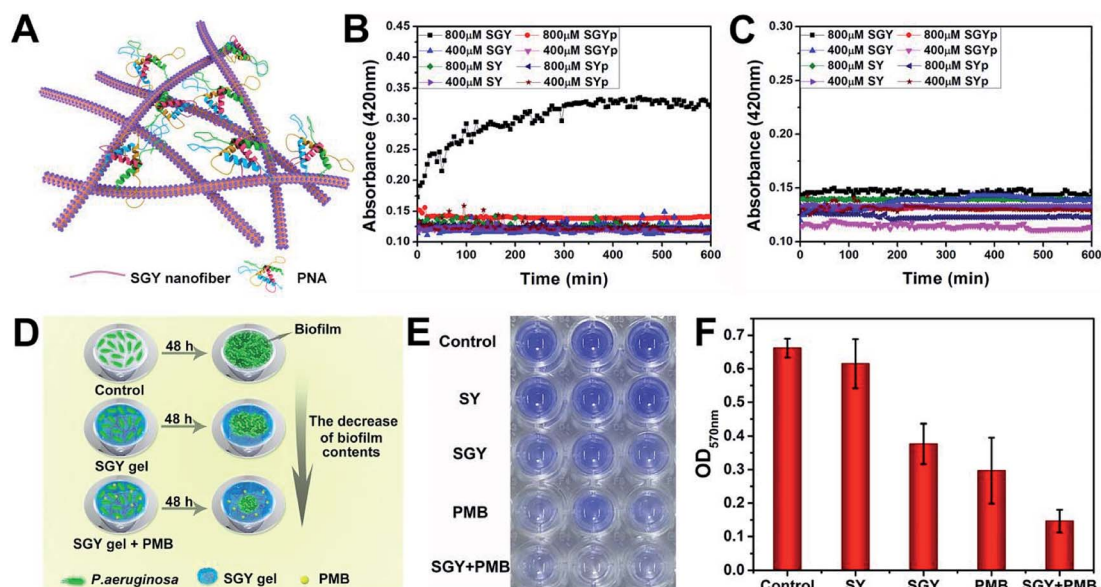 A
SGY nanofiber
PNA
B
Absorbance (420nm)
0.45
0.40
0.35
0.30
0.25
0.20
0.15
0.10
800μM SGY
800μM SGYp
400μM SGY
400μM SGYp
800μM SY
800μM SYp
400μM SY
400μM SYp
0 100 200 300 400 500 600
Time (min)
C
Absorbance (420nm)
0.30
0.25
0.20
0.15
0.10
800μM SGY
800μM SGYp
400μM SGY
400μM SGYp
800μM SY
800μM SYp
400μM SY
400μM SYp
0 100 200 300 400 500 600
Time (min)
D
Biofilm
48 h
Control
48 h
SGY gel
48 h
SGY gel + PMB
The decrease
of biofilm
contents
P.aeruginosa
SGY gel
PMB
E
Control
SY
SGY
PMB
SGY+PMB
F
OD570nm
0.7
0.6
0.5
0.4
0.3
0.2
0.1
0.0
Control SY SGY PMB SGY+PMB